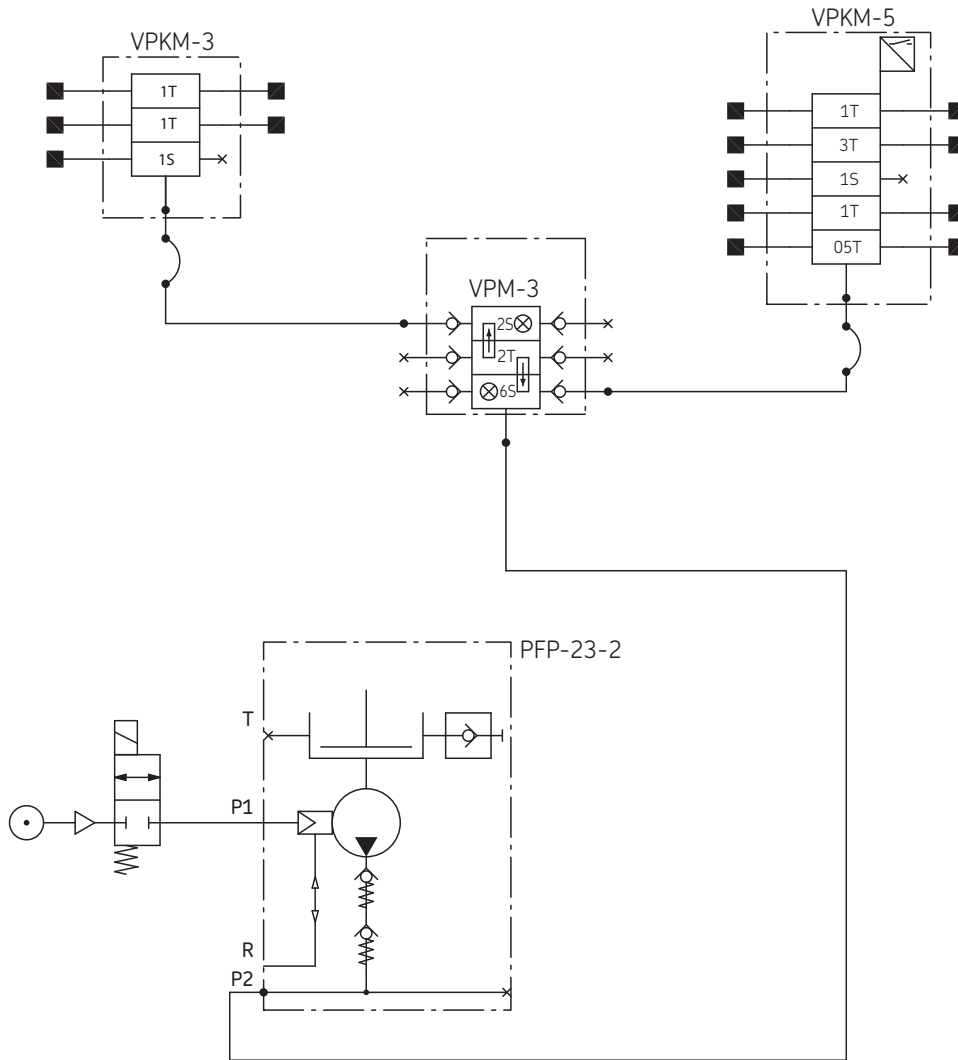 VPKM-5
VPKM-3
1T
1T
1S
1T
3T
1S
1T
05T
VPM-3
2S
2T
6S
PFP-23-2
T
P1
R
P2